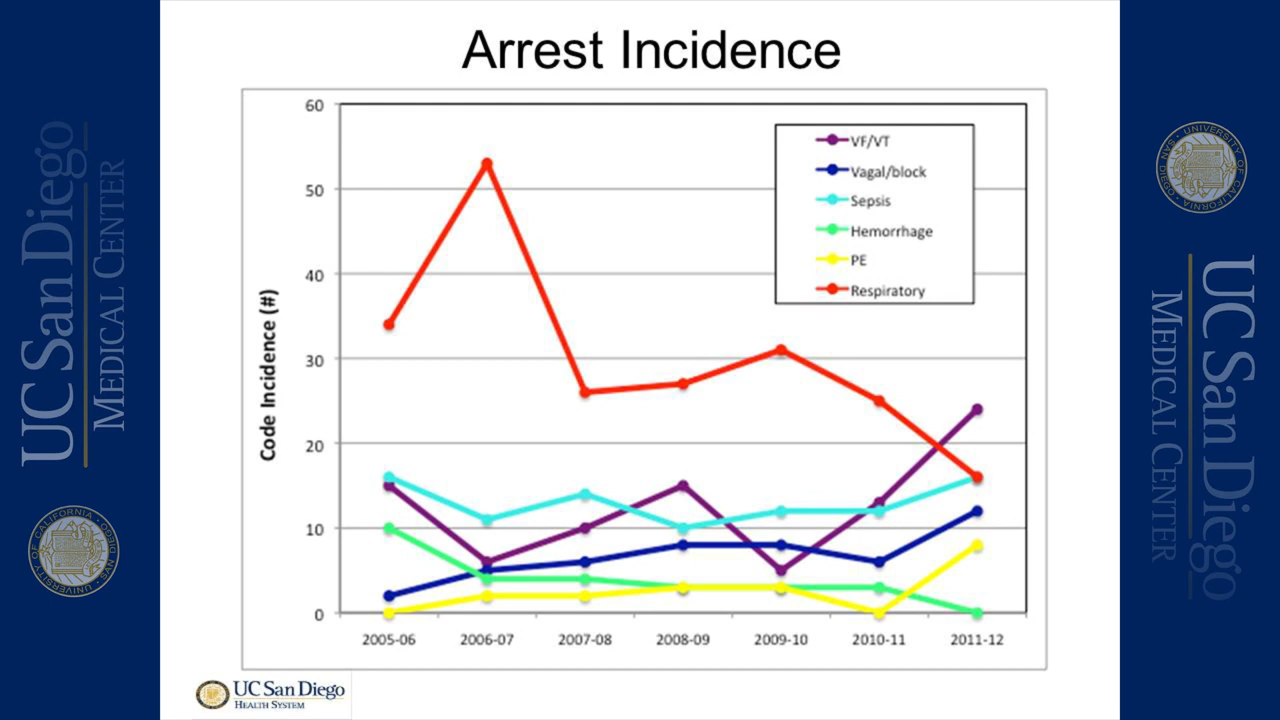 Arrest Incidence
60
50
40
30
20
10
0
Code Incidence (#)
VF/VT
Vagal/block
Sepsis
Hemorrhage
PE
Respiratory
2005-06 2006-07 2007-08 2008-09 2009-10 2010-11 2011-12
UC San Diego
HEALTH SYSTEM
UC San Diego
MEDICAL CENTER
UC San Diego
MEDICAL CENTER